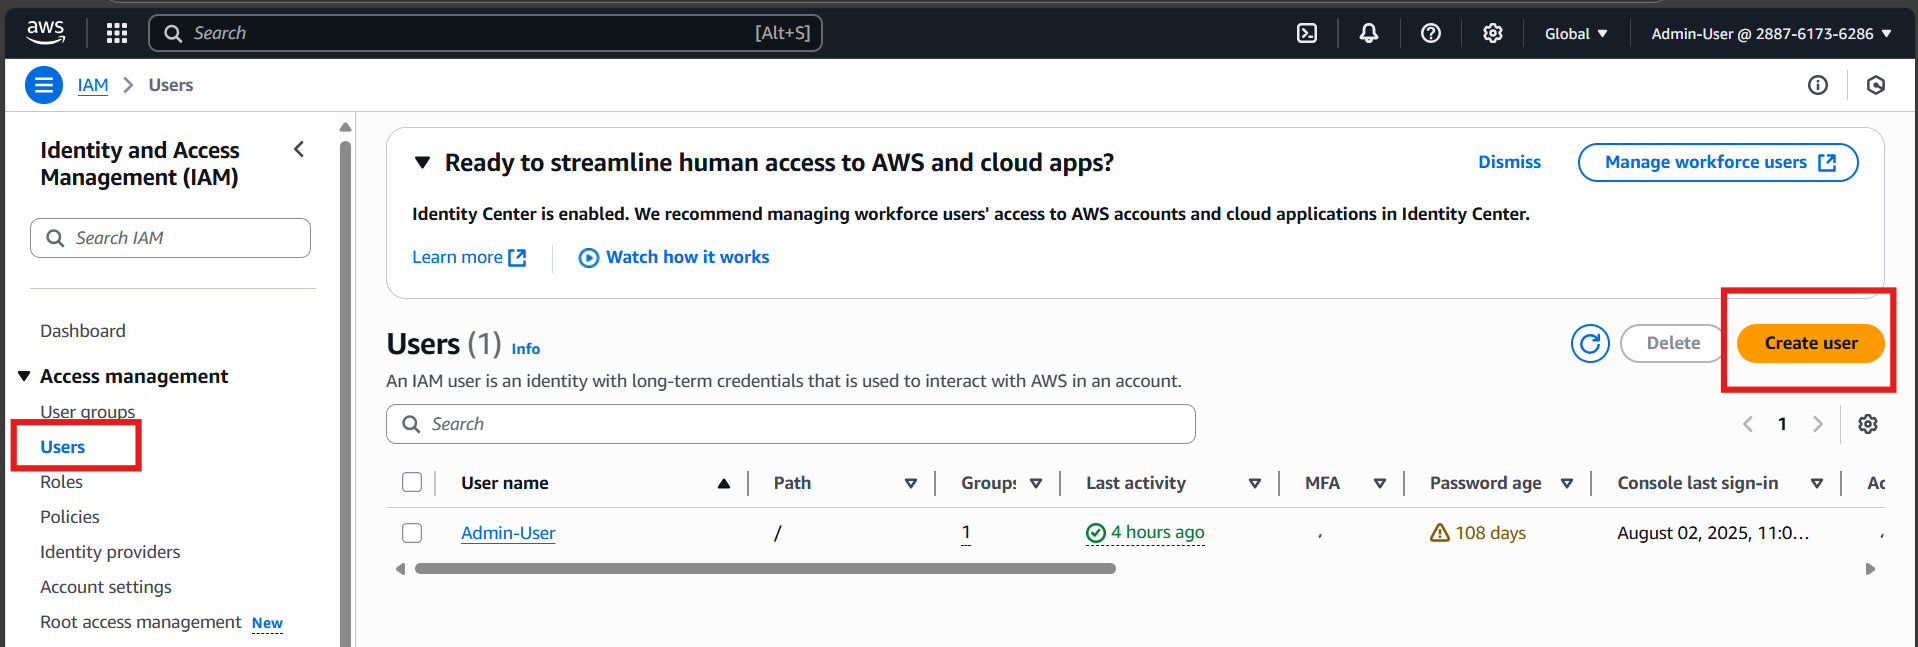 aws
Search [Alt+S]
Global
Admin-User @ 2887-6173-6286
IAM > Users
Identity and Access
Management (IAM)
Search IAM
Dashboard
Access management
User groups
Users
Roles
Policies
Identity providers
Account settings
Root access management New
Ready to streamline human access to AWS and cloud apps?
Dismiss
Manage workforce users
Identity Center is enabled. We recommend managing workforce users' access to AWS accounts and cloud applications in Identity Center.
Learn more
Watch how it works
Users (1) Info
Delete
Create user
An IAM user is an identity with long-term credentials that is used to interact with AWS in an account.
Search
1
User name Path Groups Last activity MFA Password age Console last sign-in
Admin-User / 1 4 hours ago 108 days August 02, 2025, 11:0...